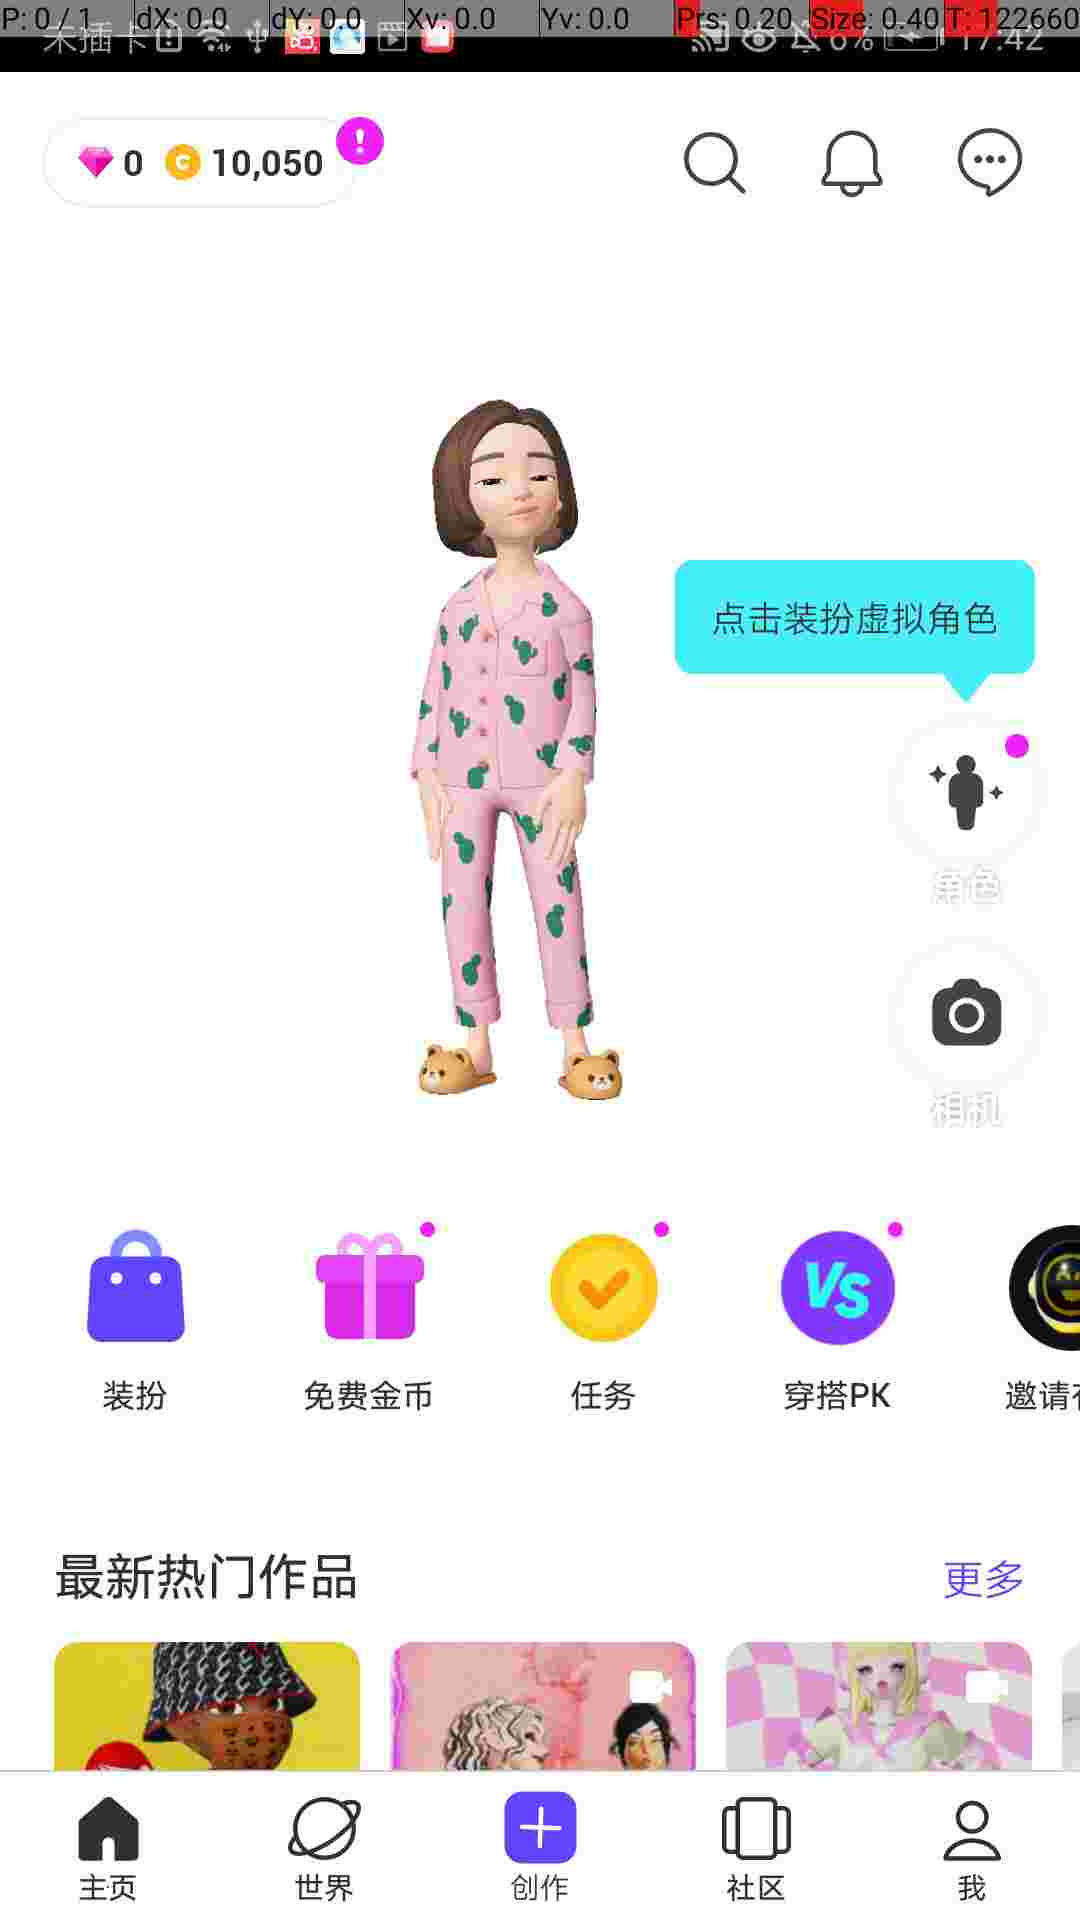 P: 0 / 1 dX: 0.0 dY: 0.0 Xv: 0.0 Yv: 0.0 Prs: 0.20 Size: 0.40 T: 122660
未插卡 6% 17:42
0 C 10,050 !
点击装扮虚拟角色
角色
相机
VS
装扮 免费金币 任务 穿搭PK 邀请
最新热门作品 更多
主页 世界 创作 社区 我